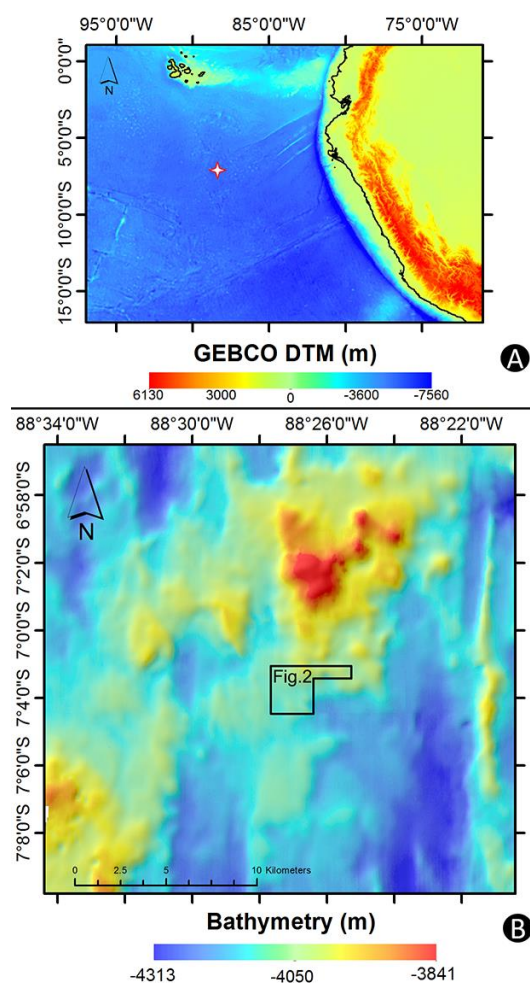 95°0'0"W 85°0'0"W 75°0'0"W
0°0'0"
5°0'0"S
10°0'0"S
15°0'0"S
N
GEBCO DTM (m)
A
6130 3000 0 -3600 -7560
88°34'0"W 88°30'0"W 88°26'0"W 88°22'0"W
6°58'0"S
7°2'0"S
7°0'0"S
7°4'0"S
7°6'0"S
7°8'0"S
N
Fig.2
0 2.5 5 10 Kilometers
Bathymetry (m)
B
-4313 -4050 -3841